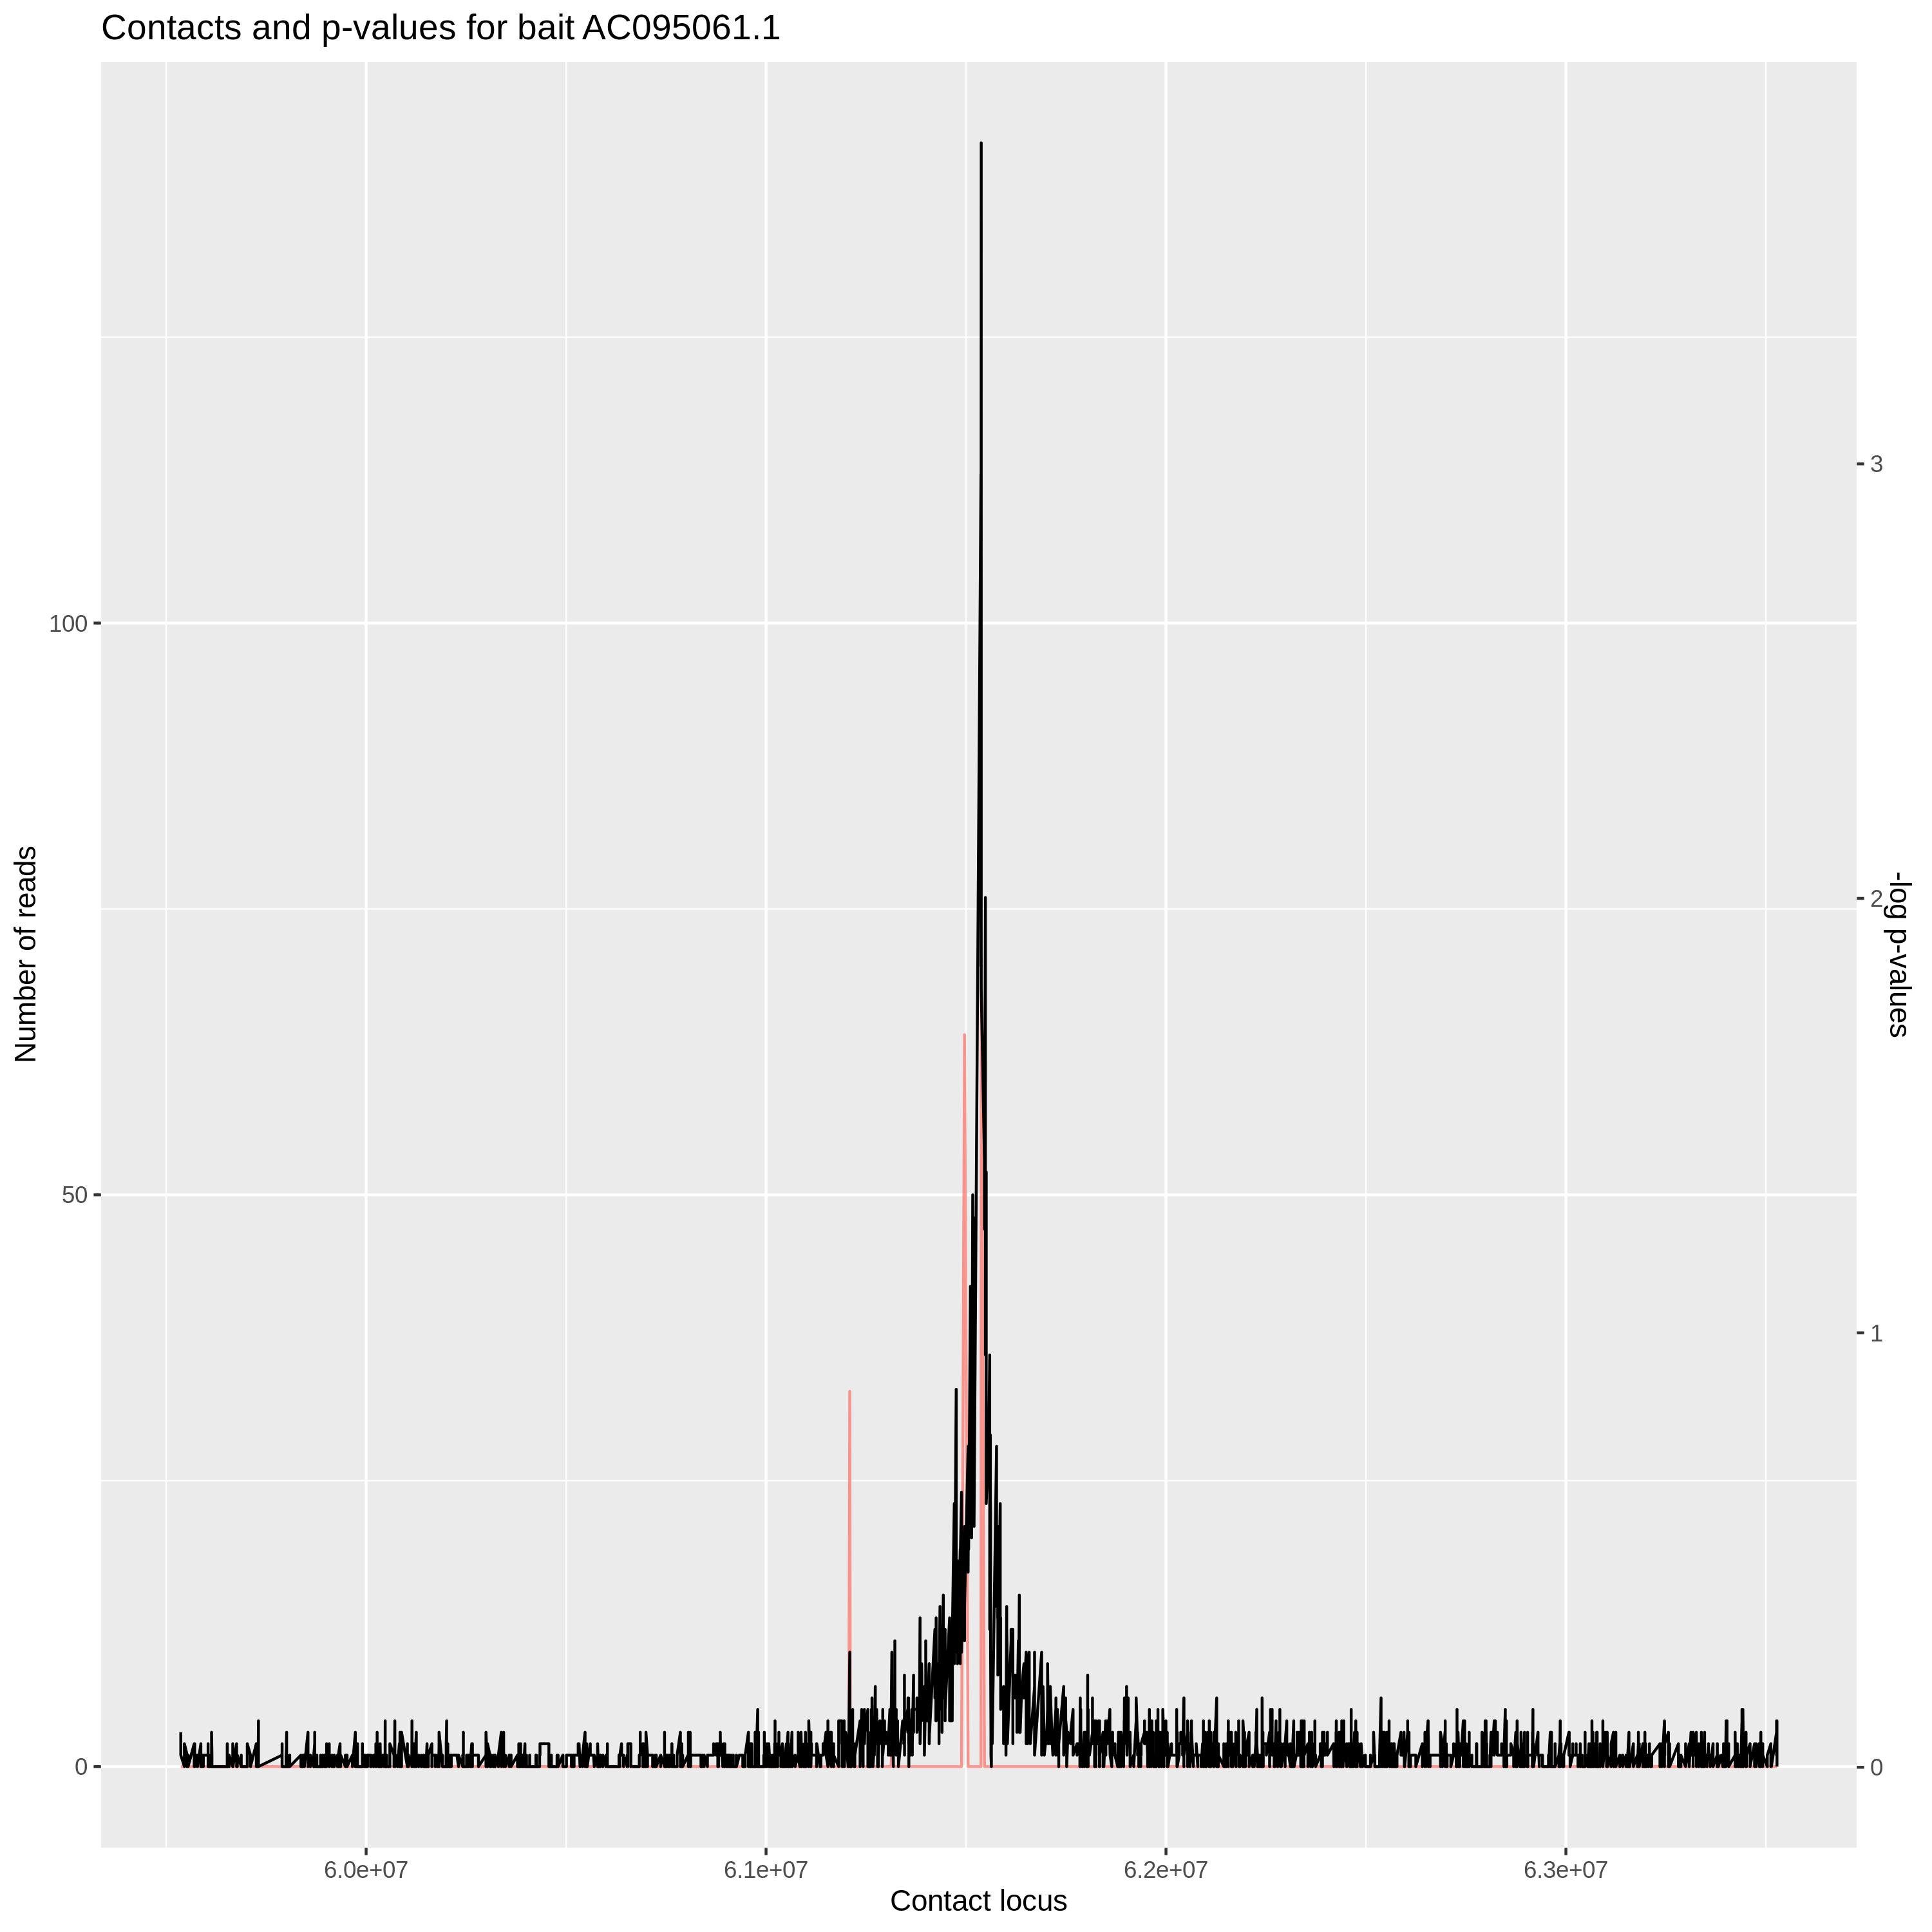 Contacts and p-values for bait AC095061.1
Number of reads
100
50
0
3
2
1
0
-log p-values
6.0e+07 6.1e+07 6.2e+07 6.3e+07
Contact locus